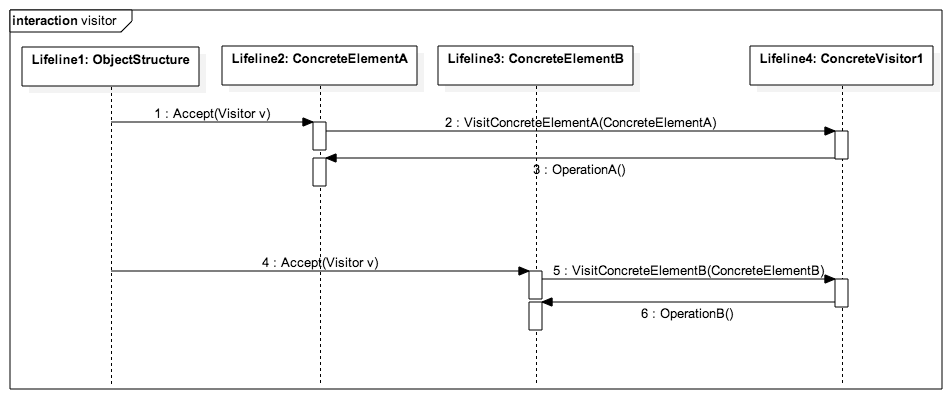 interaction visitor
Lifeline1: ObjectStructure
Lifeline2: ConcreteElementA
Lifeline3: ConcreteElementB
Lifeline4: ConcreteVisitor1
1 : Accept(Visitor v)
2 : VisitConcreteElementA(ConcreteElementA)
3 : OperationA()
4 : Accept(Visitor v)
5 : VisitConcreteElementB(ConcreteElementB)
6 : OperationB()